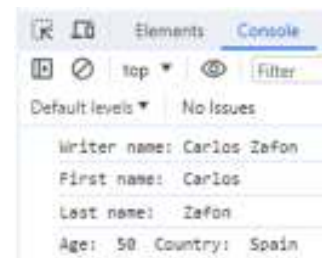 Elements Console
top ▼ Filter
Default levels ▼ No Issues
Writer name: Carlos Zafon
First name: Carlos
Last name: Zafon
Age: 50 Country: Spain